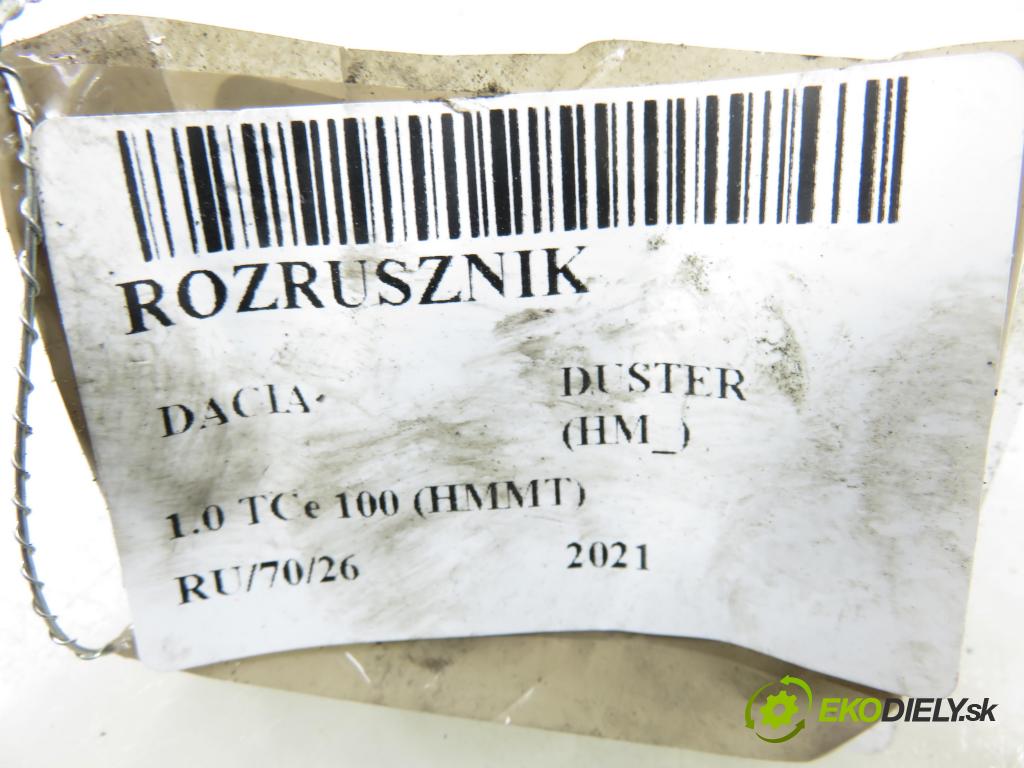 ROZRUSZNIK
DACIA DUSTER
(HM_)
1.0 TCe 100 (HMMT)
RU/70/26 2021
EKODIELY.sk